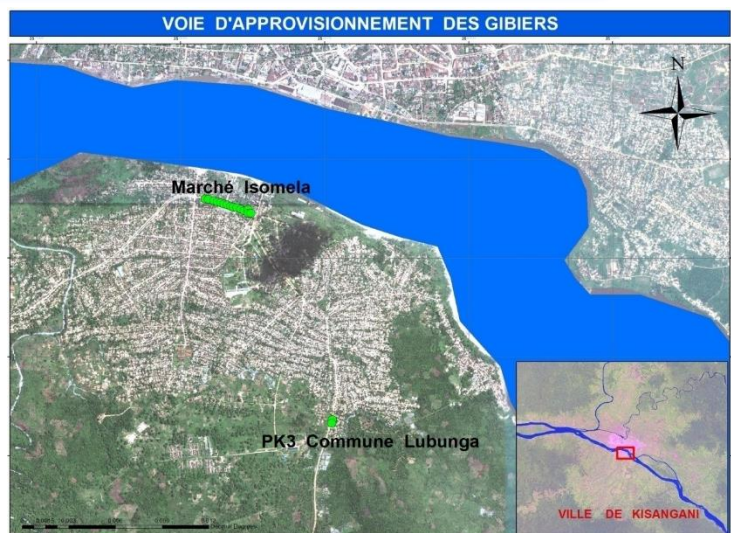 VOIE D'APPROVISIONNEMENT DES GIBIERS
N
Marché Isomela
PK3 Commune Lubunga
VILLE DE KISANGANI